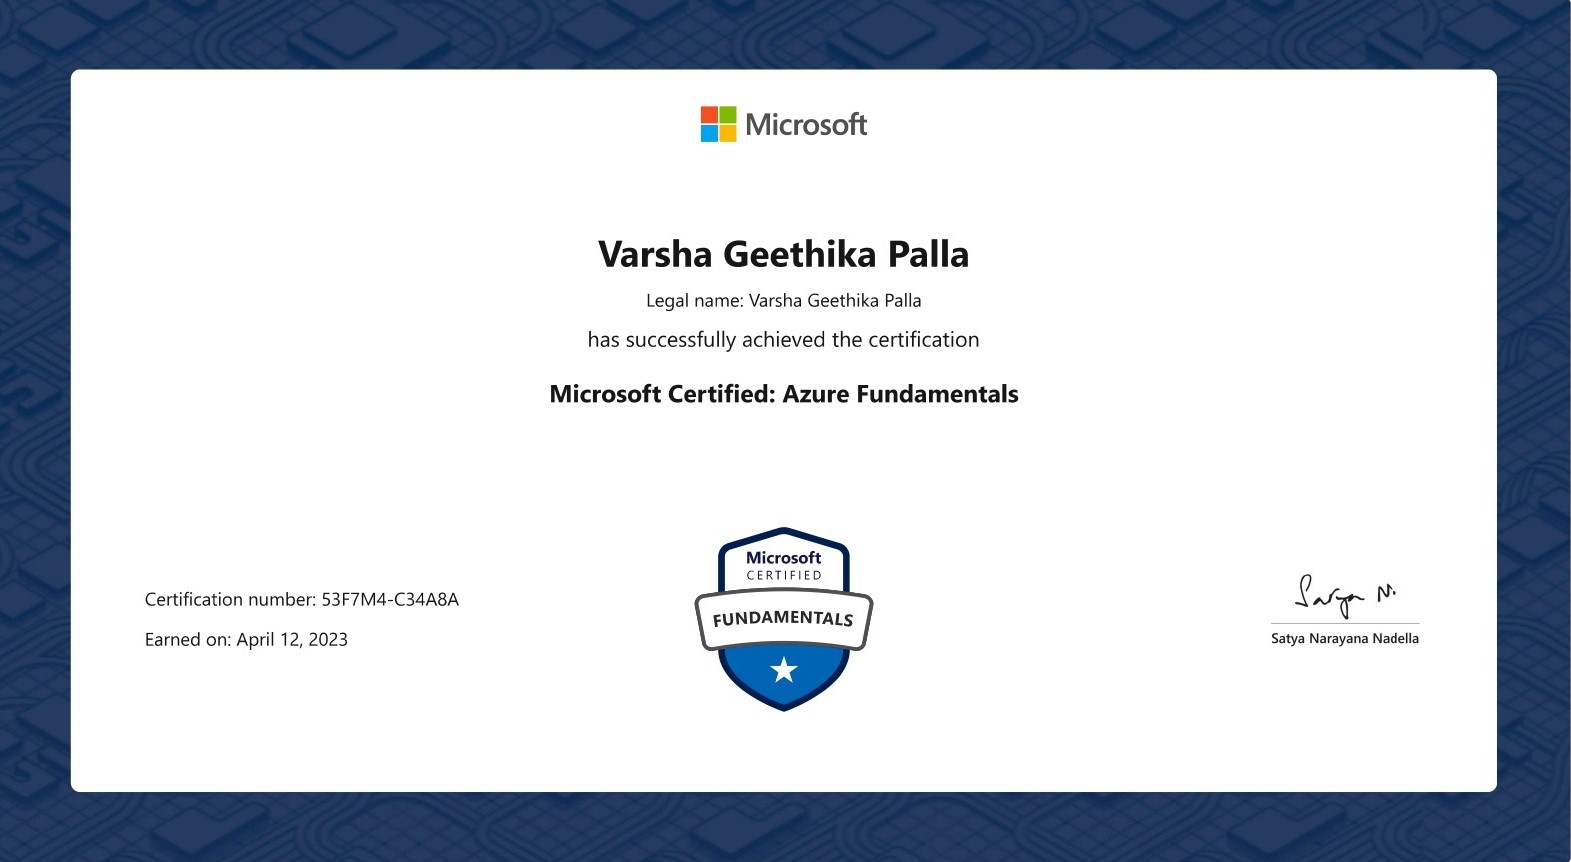 Microsoft
Varsha Geethika Palla
Legal name: Varsha Geethika Palla
has successfully achieved the certification
Microsoft Certified: Azure Fundamentals
Microsoft
CERTIFIED
FUNDAMENTALS
Certification number: 53F7M4-C34A8A
Earned on: April 12, 2023
Satya N.
Satya Narayana Nadella